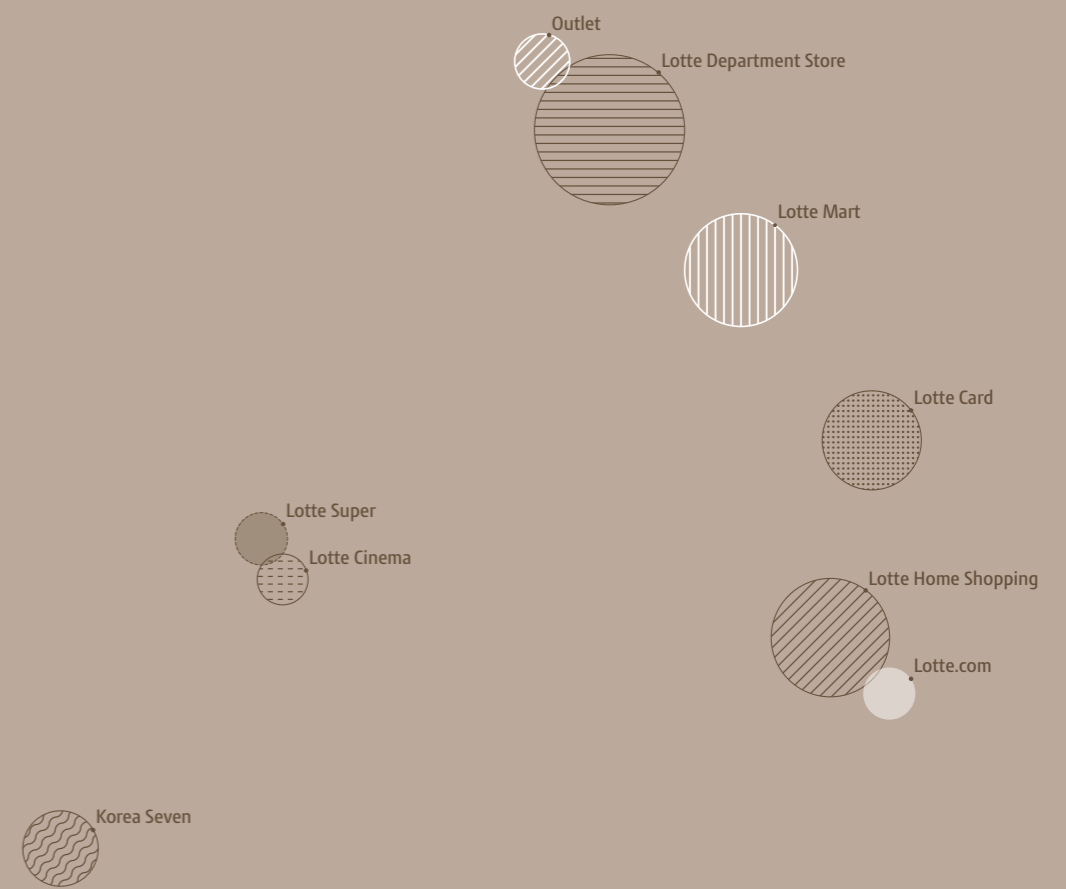 Outlet
Lotte Department Store
Lotte Mart
Lotte Card
Lotte Super
Lotte Cinema
Lotte Home Shopping
Lotte.com
Korea Seven